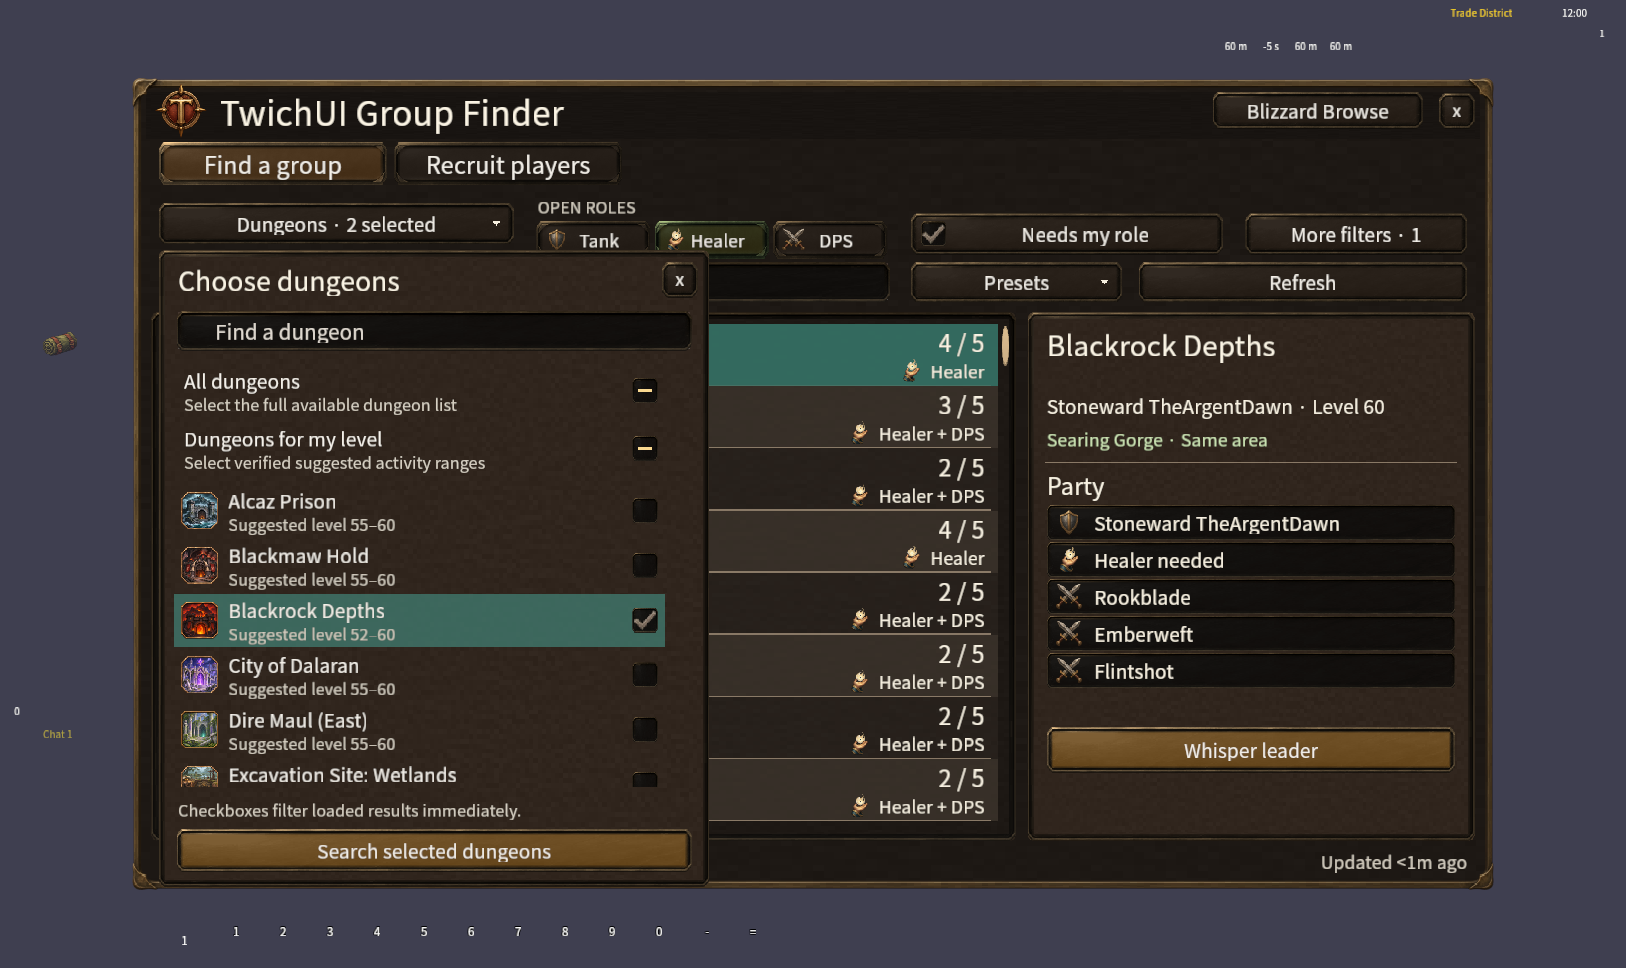 Trade District
12:00
1
60 m -5 s 60 m 60 m
TwichUI Group Finder
Blizzard Browse
x
Find a group
Recruit players
Dungeons · 2 selected
OPEN ROLES
Tank
Healer
DPS
Needs my role
More filters · 1
Presets
Refresh
Choose dungeons
x
Find a dungeon
All dungeons
Select the full available dungeon list
Dungeons for my level
Select verified suggested activity ranges
Alcaz Prison
Suggested level 55–60
Blackmaw Hold
Suggested level 55–60
Blackrock Depths
Suggested level 52–60
City of Dalaran
Suggested level 55–60
Dire Maul (East)
Suggested level 55–60
Excavation Site: Wetlands
Checkboxes filter loaded results immediately.
Search selected dungeons
4 / 5
Healer
3 / 5
Healer + DPS
2 / 5
Healer + DPS
4 / 5
Healer
2 / 5
Healer + DPS
2 / 5
Healer + DPS
2 / 5
Healer + DPS
2 / 5
Healer + DPS
Blackrock Depths
Stoneward TheArgentDawn · Level 60
Searing Gorge · Same area
Party
Stoneward TheArgentDawn
Healer needed
Rookblade
Emberweft
Flintshot
Whisper leader
Updated <1m ago
0
Chat 1
1
1 2 3 4 5 6 7 8 9 0 - =